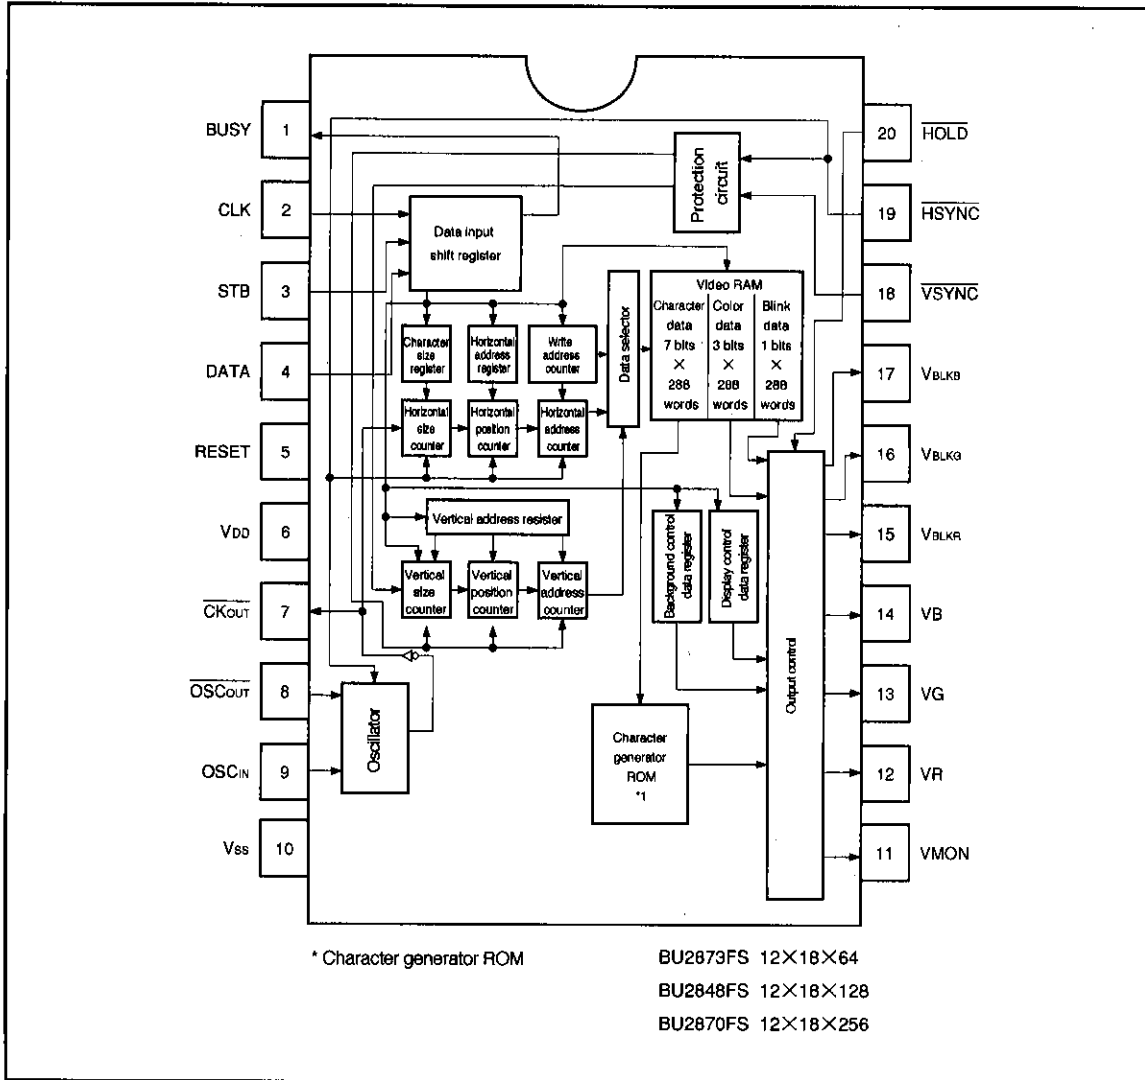 BUSY 1
CLK 2
STB 3
DATA 4
RESET 5
VDD 6
CKOUT 7
OSCOUT 8
OSCIN 9
Vss 10
20 HOLD
19 HSYNC
18 VSYNC
17 VBLKB
16 VBLKG
15 VBLKR
14 VB
13 VG
12 VR
11 VMON
Protection
circuit
Data input
shift register
Character
size
register
Horizontal
address
register
Write
address
counter
Horizontal
size
counter
Horizontal
position
counter
Horizontal
address
counter
Data selector
Video RAM
Character
data
7 bits
×
288
words
Color
data
3 bits
×
288
words
Blink
data
1 bits
×
288
words
Vertical address resister
Vertical
size
counter
Vertical
position
counter
Vertical
address
counter
Background control
data register
Display control
data register
Output control
Oscillator
Character
generator
ROM
*1
* Character generator ROM
BU2873FS 12×18×64
BU2848FS 12×18×128
BU2870FS 12×18×256